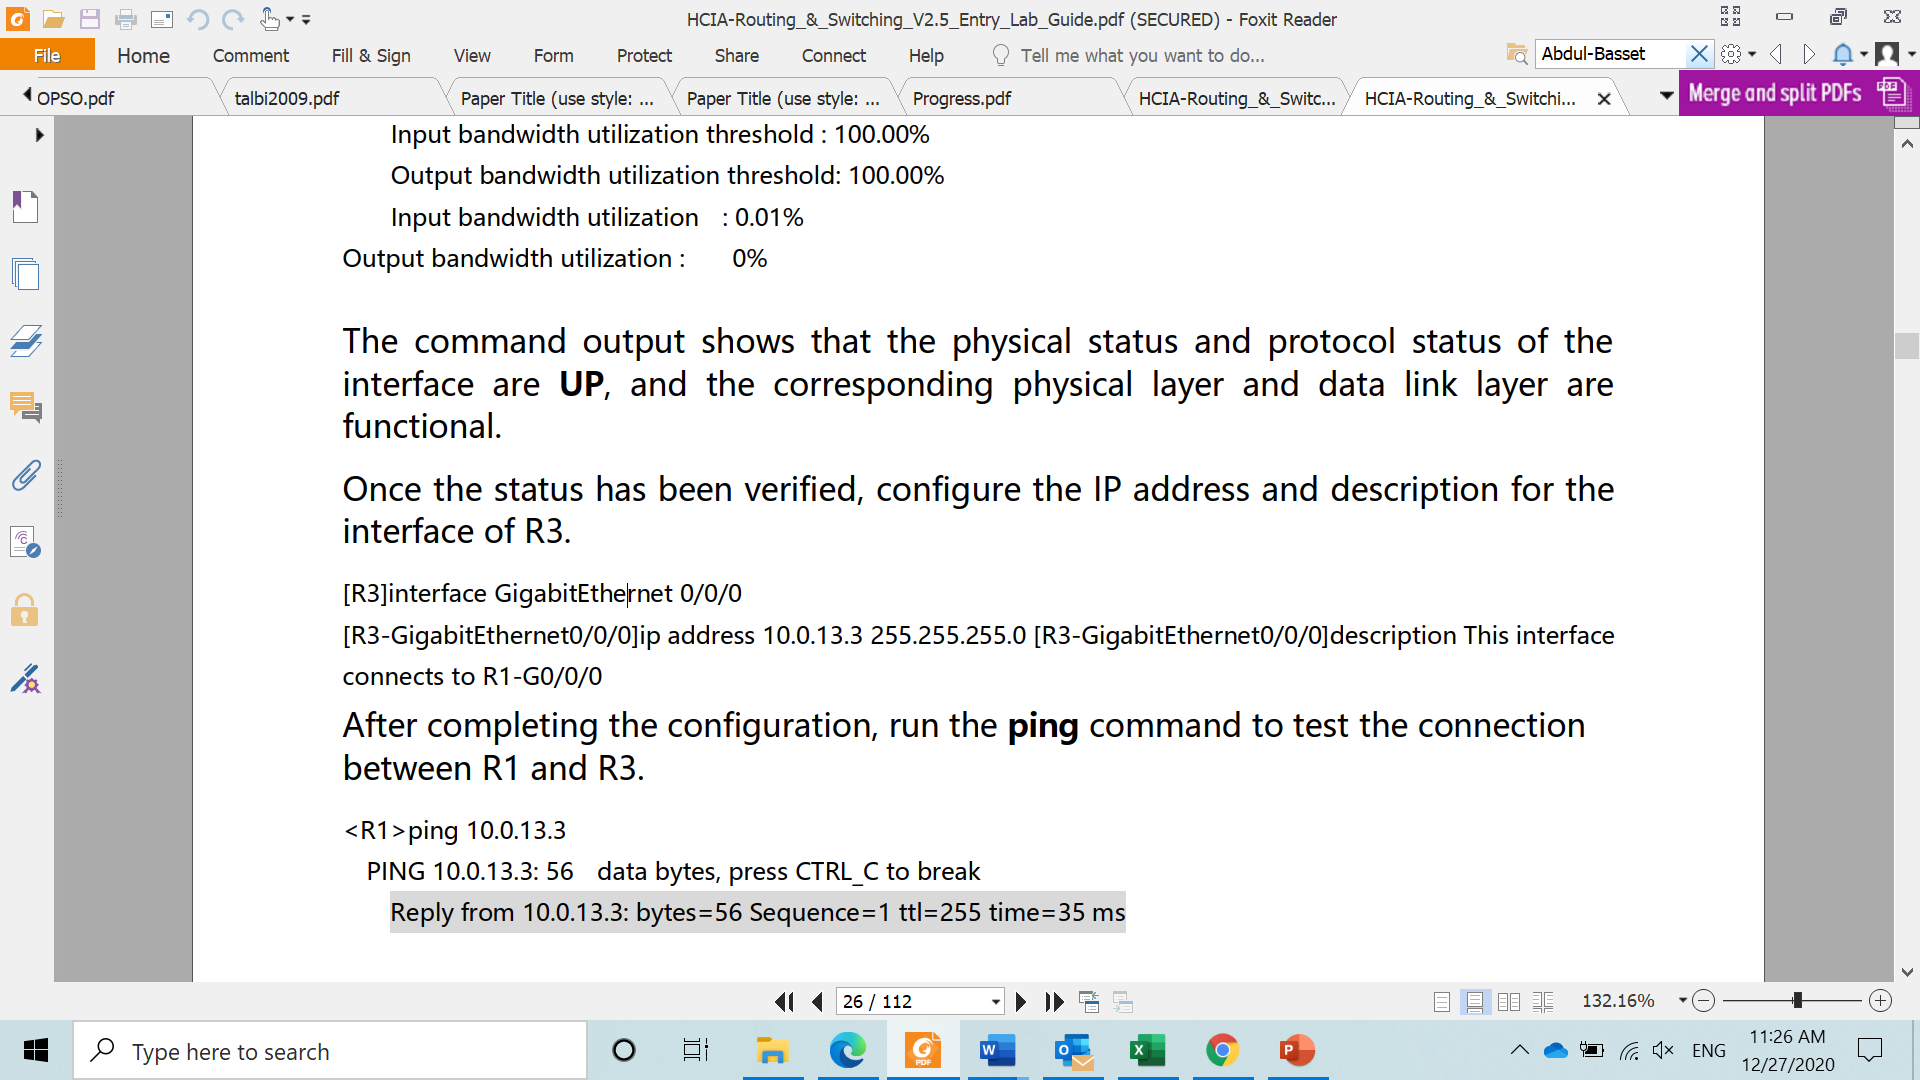 HCIA-Routing_&_Switching_V2.5_Entry_Lab_Guide.pdf (SECURED) - Foxit Reader
File Home Comment Fill & Sign View Form Protect Share Connect Help Tell me what you want to do... Abdul-Basset
OPSO.pdf talbi2009.pdf Paper Title (use style: ... Paper Title (use style: ... Progress.pdf HCIA-Routing_&_Switc... HCIA-Routing_&_Switchi... Merge and split PDFs
Input bandwidth utilization threshold : 100.00%
Output bandwidth utilization threshold: 100.00%
Input bandwidth utilization : 0.01%
Output bandwidth utilization : 0%
The command output shows that the physical status and protocol status of the
interface are UP, and the corresponding physical layer and data link layer are
functional.
Once the status has been verified, configure the IP address and description for the
interface of R3.
[R3]interface GigabitEthernet 0/0/0
[R3-GigabitEthernet0/0/0]ip address 10.0.13.3 255.255.255.0 [R3-GigabitEthernet0/0/0]description This interface
connects to R1-G0/0/0
After completing the configuration, run the ping command to test the connection
between R1 and R3.
<R1>ping 10.0.13.3
PING 10.0.13.3: 56 data bytes, press CTRL_C to break
Reply from 10.0.13.3: bytes=56 Sequence=1 ttl=255 time=35 ms
26 / 112 132.16%
Type here to search ENG 11:26 AM
12/27/2020